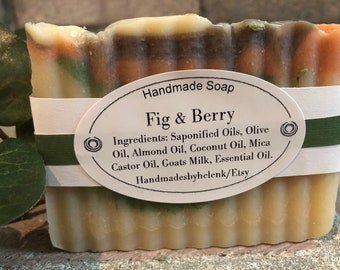 Handmade Soap
Fig & Berry
Ingredients: Saponified Oils, Olive
Oil, Almond Oil, Coconut Oil, Mica
Castor Oil, Goats Milk, Essential Oil.
Handmadesbyhelenk/Etsy